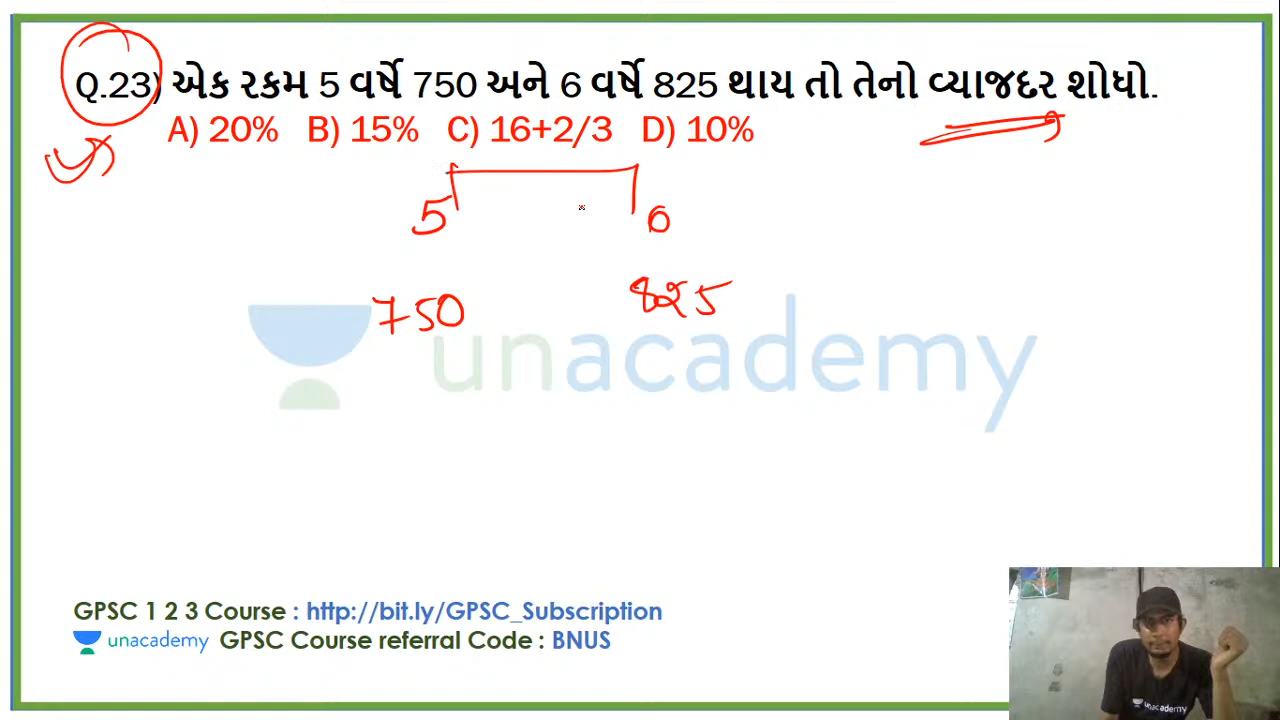 Q.23) એક રકમ 5 વર્ષે 750 અને 6 વર્ષે 825 થાય તો તેનો વ્યાજદર શોધો.
A) 20% B) 15% C) 16+2/3 D) 10%
5 6
750 825
unacademy
GPSC 1 2 3 Course : http://bit.ly/GPSC_Subscription
unacademy GPSC Course referral Code : BNUS
unacademy